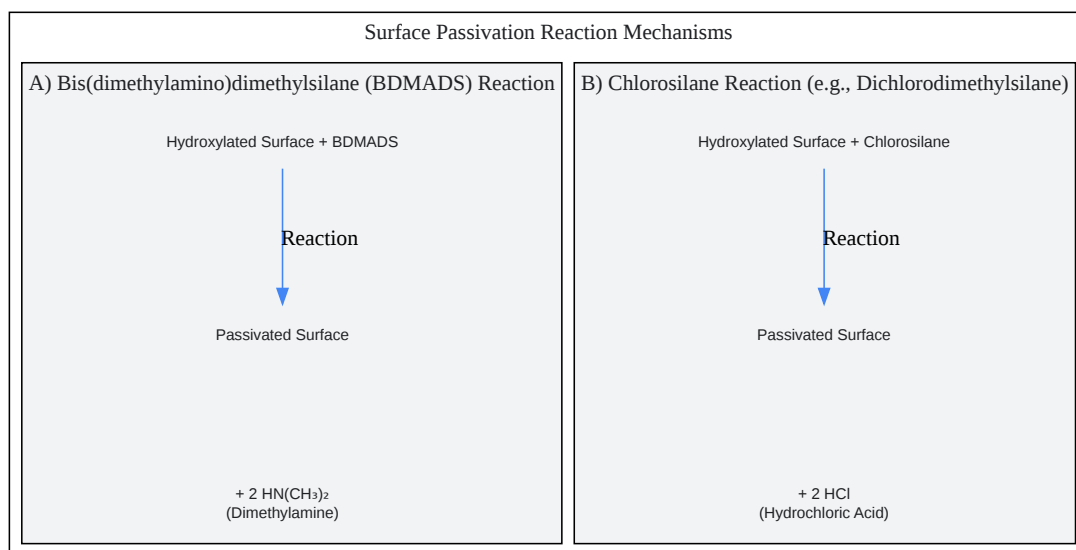 Surface Passivation Reaction Mechanisms
A) Bis(dimethylamino)dimethylsilane (BDMADS) Reaction
Hydroxylated Surface + BDMADS
Reaction
Passivated Surface
+ 2 HN(CH₃)₂
(Dimethylamine)
B) Chlorosilane Reaction (e.g., Dichlorodimethylsilane)
Hydroxylated Surface + Chlorosilane
Reaction
Passivated Surface
+ 2 HCl
(Hydrochloric Acid)